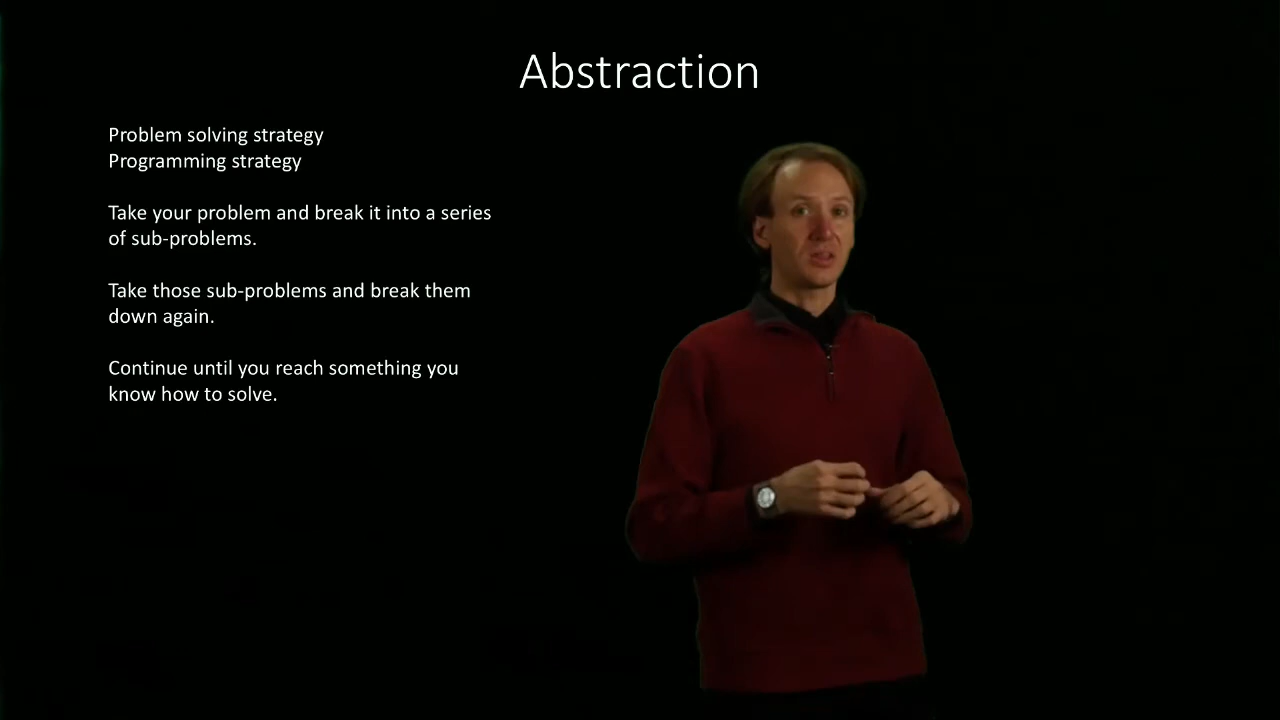 Abstraction
Problem solving strategy
Programming strategy
Take your problem and break it into a series
of sub-problems.
Take those sub-problems and break them
down again.
Continue until you reach something you
know how to solve.